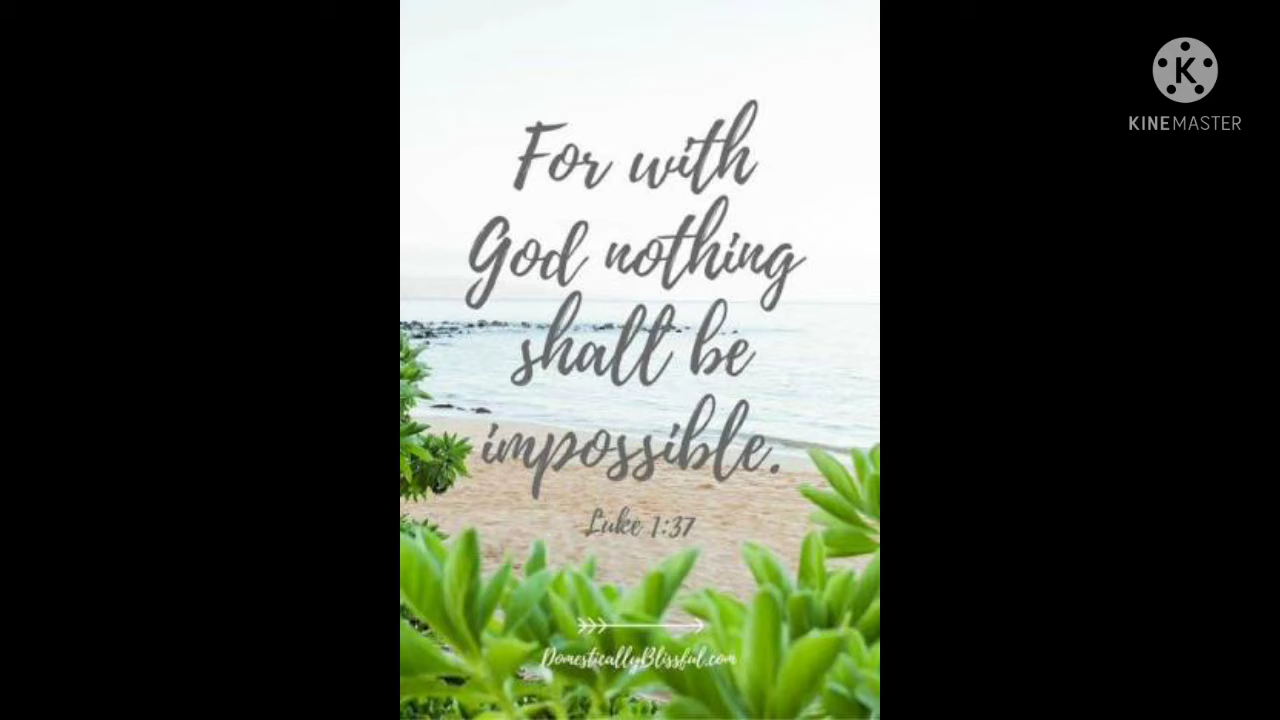 For with
God nothing
shall be
impossible.
Luke 1:37
DomesticallyBlissful.com
K
KINEMASTER